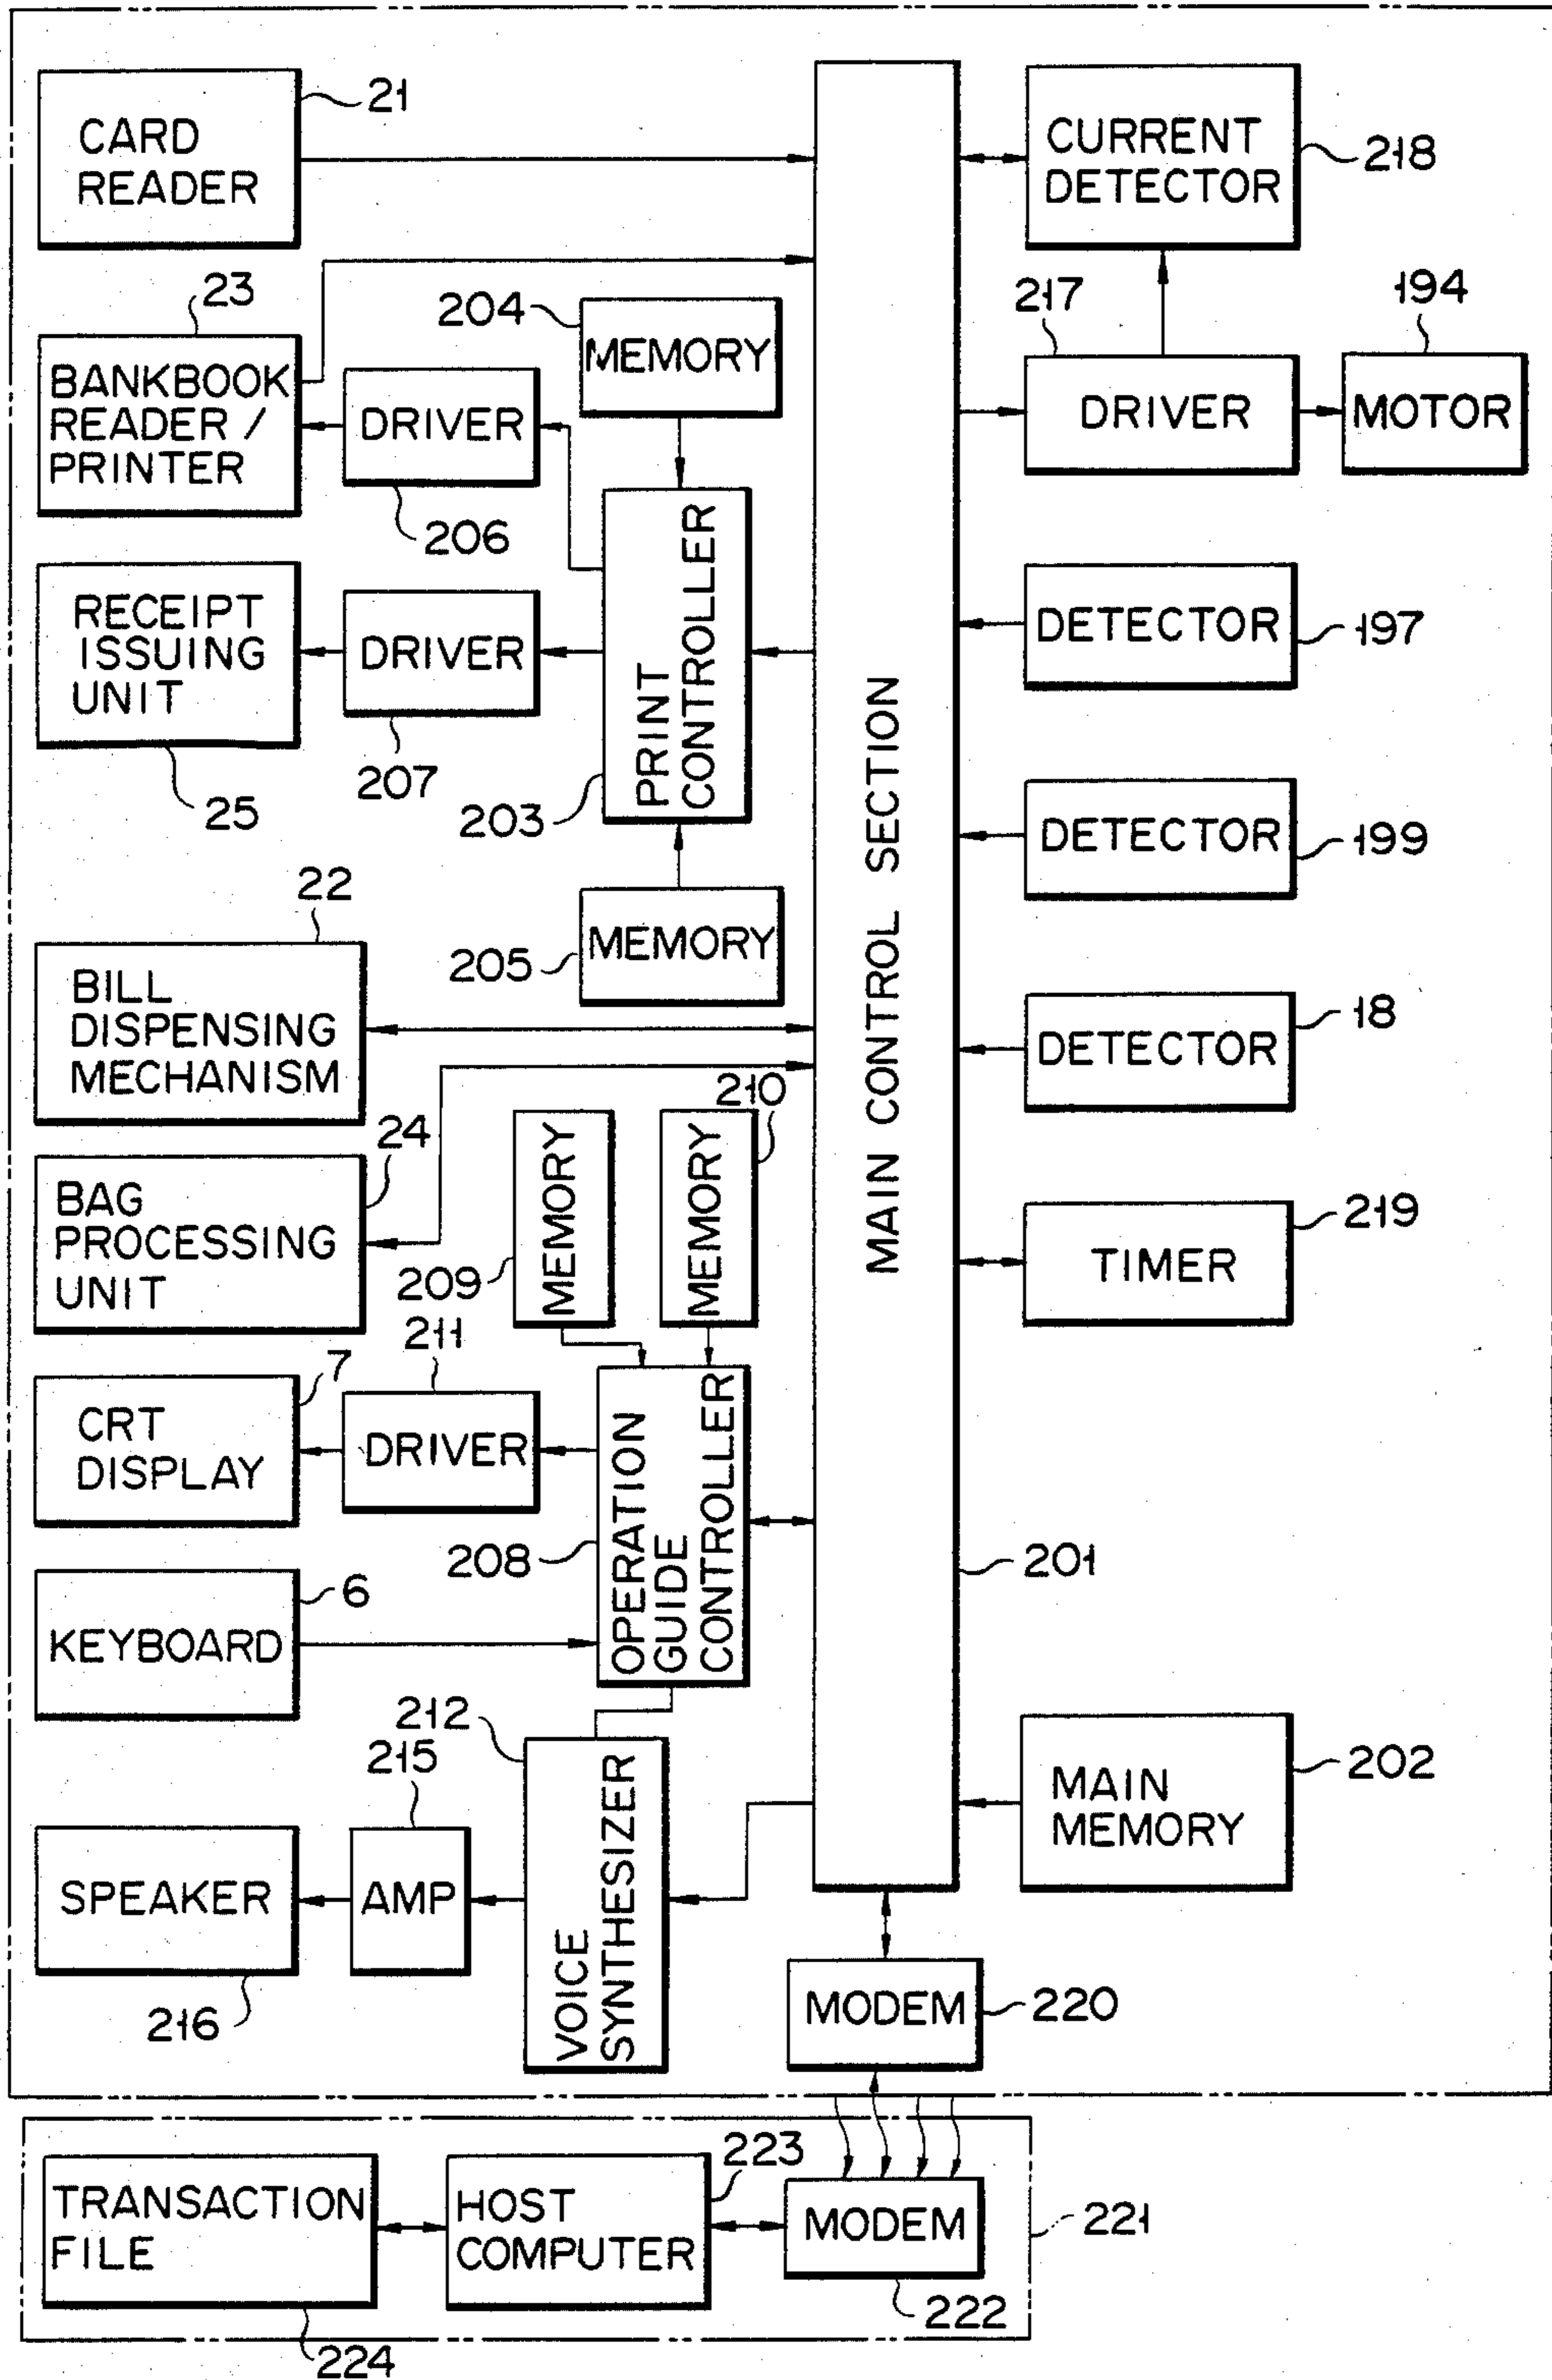 CARD
READER
21
CURRENT
DETECTOR
218
23
BANKBOOK
READER /
PRINTER
DRIVER
206
204
MEMORY
217
DRIVER
194
MOTOR
RECEIPT
ISSUING
UNIT
25
DRIVER
207
PRINT
CONTROLLER
203
DETECTOR
197
205
MEMORY
DETECTOR
199
22
BILL
DISPENSING
MECHANISM
MAIN CONTROL SECTION
201
DETECTOR
18
24
BAG
PROCESSING
UNIT
209
MEMORY
210
MEMORY
TIMER
219
7
CRT
DISPLAY
211
DRIVER
208
OPERATION
GUIDE
CONTROLLER
6
KEYBOARD
212
VOICE
SYNTHESIZER
215
AMP
SPEAKER
216
MAIN
MEMORY
202
MODEM
220
TRANSACTION
FILE
224
HOST
COMPUTER
223
MODEM
222
221